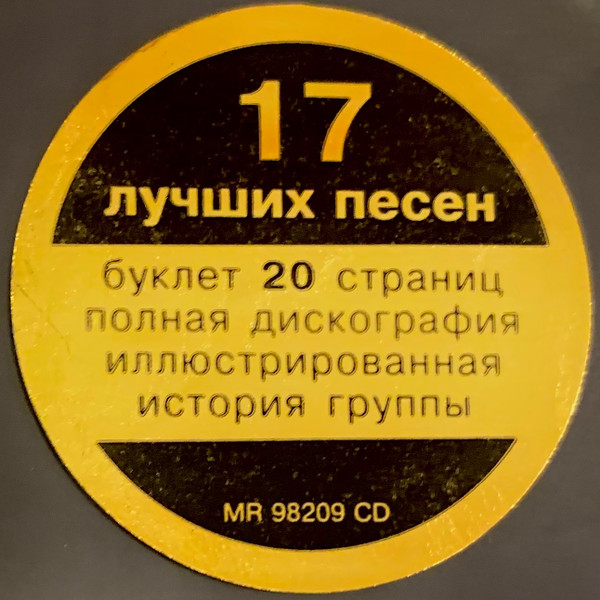 17
лучших песен
буклет 20 страниц
полная дискография
иллюстрированная
история группы
MR 98209 CD